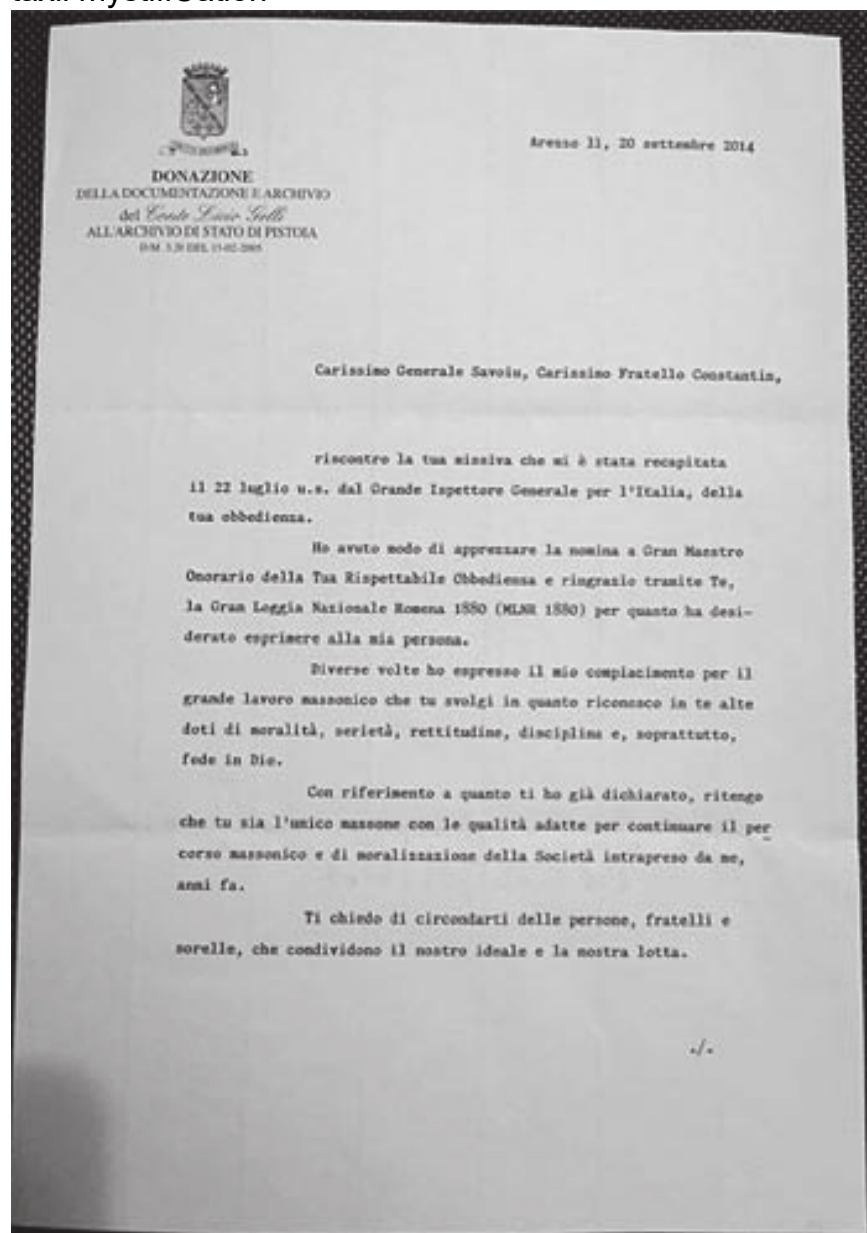 DONAZIONE
DELLA DOCUMENTAZIONE E ARCHIVIO
del Conte Licio Gelli
ALL'ARCHIVIO DI STATO DI PISTOIA
Arezzo lì, 20 settembre 2014
Carissimo Generale Savoiu, Carissimo Fratello Constantin,
riscontro la tua missiva che mi è stata recapitata
il 22 luglio u.s. dal Grande Ispettore Generale per l'Italia, della
tua obbedienza.
Ho avuto modo di apprezzare la nomina a Gran Maestro
Onorario della Tua Rispettabile Obbedienza e ringrazio tramite Te,
la Gran Loggia Nazionale Romena 1880 (MLNR 1880) per quanto ha desi-
derato esprimere alla mia persona.
Diverse volte ho espresso il mio complacimento per il
grande lavoro massonico che tu svolgi in quanto riconosco in te alte
doti di moralità, serietà, rettitudine, disciplina e, soprattutto,
fede in Dio.
Con riferimento a quanto ti ho già dichiarato, ritengo
che tu sia l'unico massone con le qualità adatte per continuare il per
corso massonico e di moralizzazione della Società intrapreso da me,
anni fa.
Ti chiedo di circondarti delle persone, fratelli e
sorelle, che condividono il nostro ideale e la nostra lotta.
./.